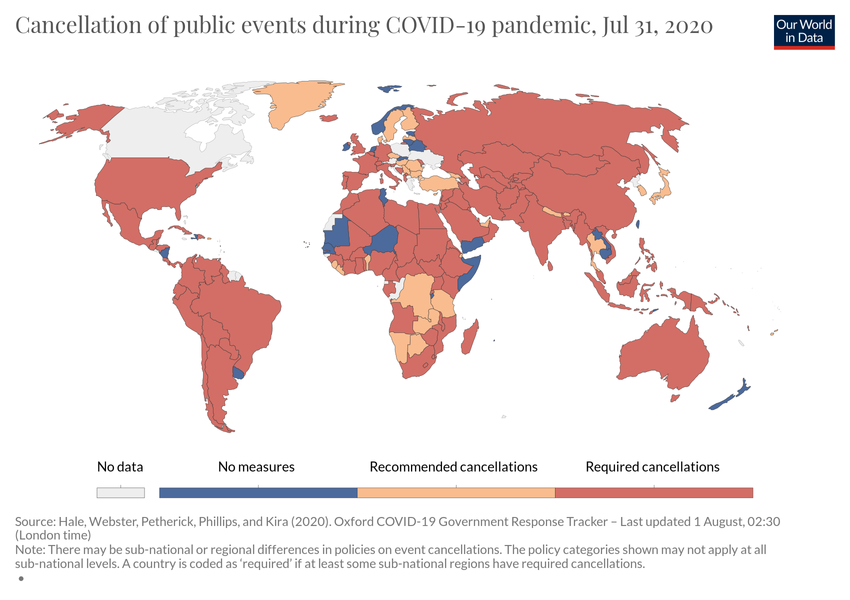 Cancellation of public events during COVID-19 pandemic, Jul 31, 2020
Our World
in Data
No data
No measures
Recommended cancellations
Required cancellations
Source: Hale, Webster, Petherick, Phillips, and Kira (2020). Oxford COVID-19 Government Response Tracker – Last updated 1 August, 02:30
(London time)
Note: There may be sub-national or regional differences in policies on event cancellations. The policy categories shown may not apply at all
sub-national levels. A country is coded as 'required' if at least some sub-national regions have required cancellations.